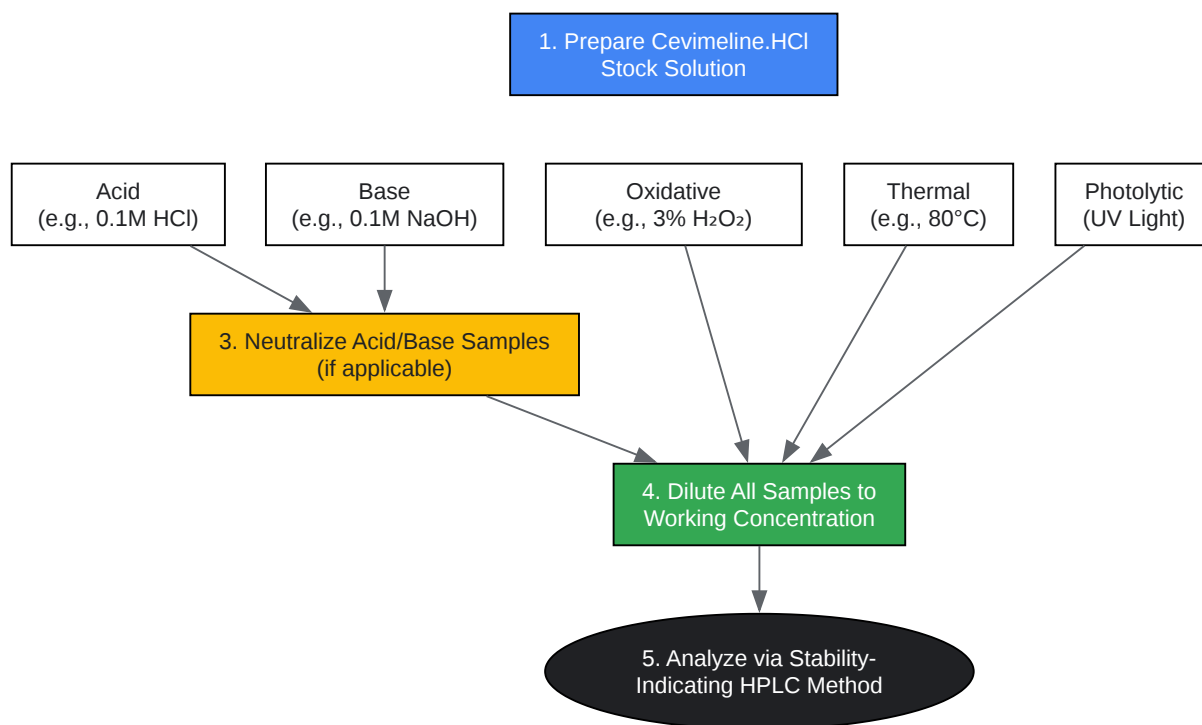 1. Prepare Cevimeline.HCl
Stock Solution
Acid
(e.g., 0.1M HCl)
Base
(e.g., 0.1M NaOH)
Oxidative
(e.g., 3% H₂O₂)
Thermal
(e.g., 80°C)
Photolytic
(UV Light)
3. Neutralize Acid/Base Samples
(if applicable)
4. Dilute All Samples to
Working Concentration
5. Analyze via Stability-
Indicating HPLC Method